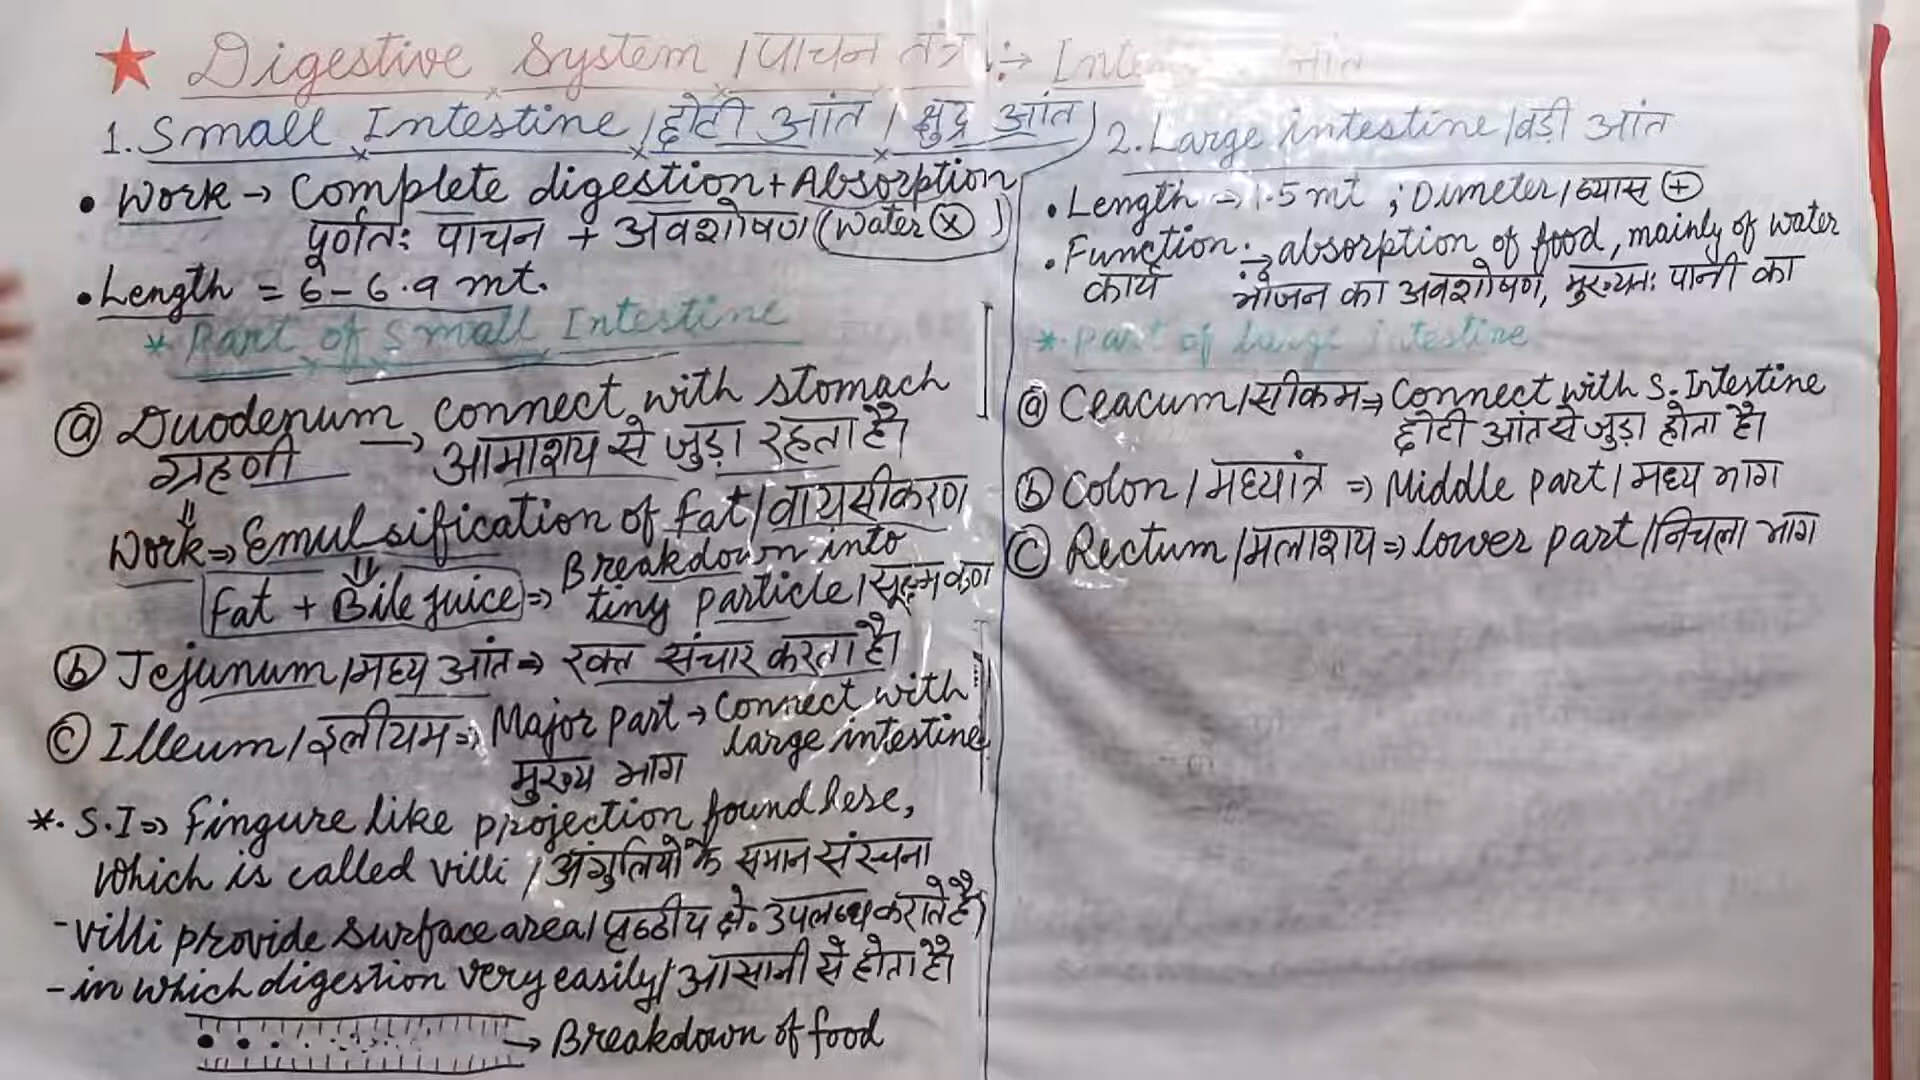 ★ Digestive System / पाचन तंत्र :→
1. Small Intestine / छोटी आंत / क्षुद्र आंत
• Work → Complete digestion + Absorption
पूर्णतः पाचन + अवशोषण (Water ⓧ)
• Length = 6 - 6.9 mt.
* Part of Small Intestine
ⓐ Duodenum connect with stomach
ग्रहणी → आमाशय से जुड़ा रहता है।
Work ⇒ Emulsification of Fat / वायसीकरण
Fat + Bile juice ⇒ Breakdown into
tiny particle / सूक्ष्म कण
ⓑ Jejunum / मध्य आंत ⇒ रक्त संचार करता है।
ⓒ Illeum / इलीयम ⇒ Major part → Connect with
large intestine
मुख्य भाग
*. S.I ⇒ Fingure like projection found here,
which is called villi / अंगुलियों के समान संरचना
- villi provide surface area / पृष्ठीय क्षे. उपलब्ध कराते है)
- in which digestion very easily / आसानी से होता है।
→ Breakdown of food
2. Large intestine / बड़ी आंत
• Length → 1.5 mt ; Dimeter / व्यास ⊕
• Function :→ absorption of food, mainly of water
कार्य भोजन का अवशोषण, मुख्यतः पानी का
*. part of large intestine
ⓐ Ceacum / सीकम ⇒ Connect with S. Intestine
छोटी आंत से जुड़ा होता है।
ⓑ Colon / मध्यांत्र ⇒ Middle part / मध्य भाग
ⓒ Rectum / मलाशय ⇒ lower part / निचला भाग